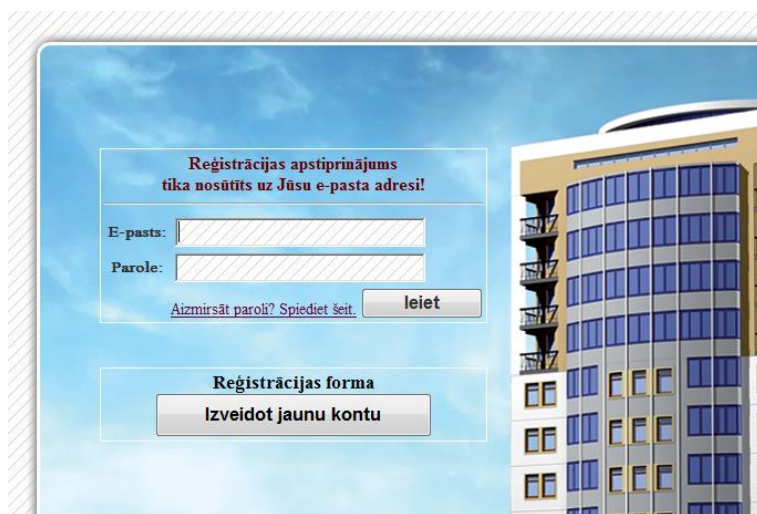 Reģistrācijas apstiprinājums
tika nosūtīts uz Jūsu e-pasta adresi!
E-pasts:
Parole:
Aizmirsāt paroli? Spiediet šeit.
Ieiet
Reģistrācijas forma
Izveidot jaunu kontu